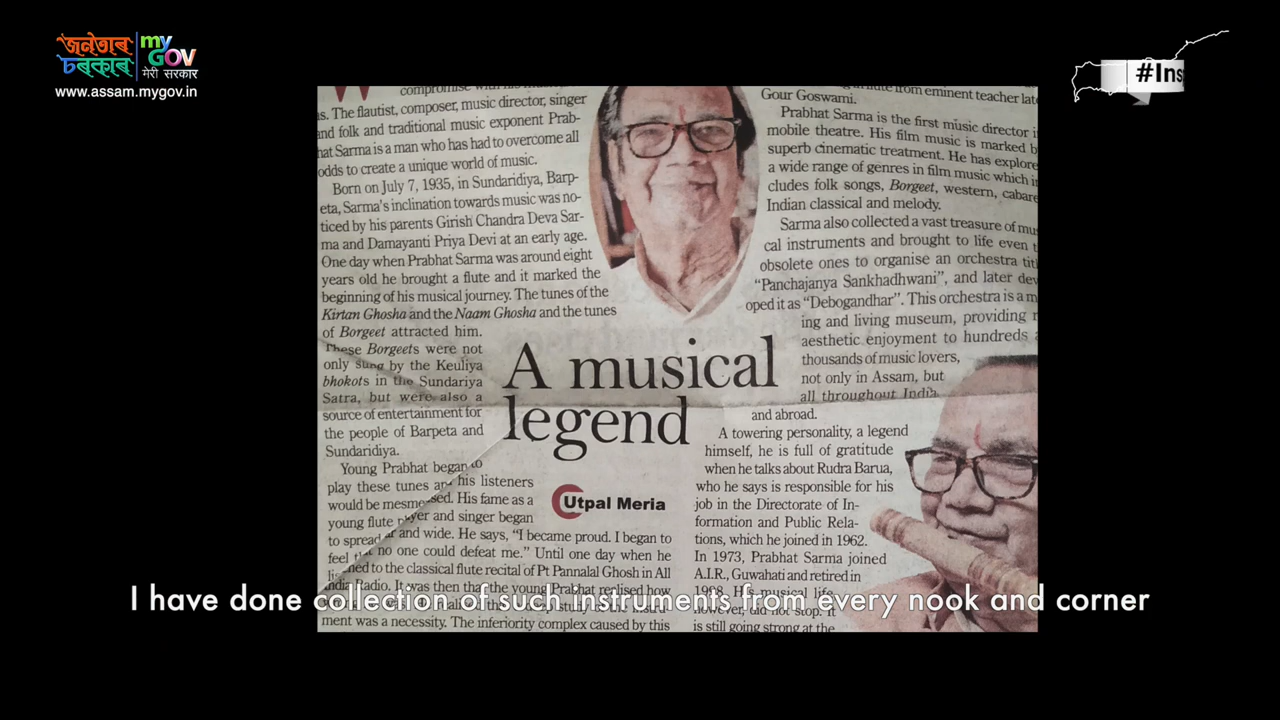 জনতাৰ
চৰকাৰ
my
GOV
मेरी सरकार
www.assam.mygov.in
#Ins
compromise with his
s. The flautist, composer, music director, singer
and folk and traditional music exponent Prab-
hat Sarma is a man who has had to overcome all
odds to create a unique world of music.
Born on July 7, 1935, in Sundaridiya, Barp-
eta, Sarma's inclination towards music was no-
ticed by his parents Girish Chandra Deva Sar-
ma and Damayanti Priya Devi at an early age.
One day when Prabhat Sarma was around eight
years old he brought a flute and it marked the
beginning of his musical journey. The tunes of the
Kirtan Ghosha and the Naam Ghosha and the tunes
of Borgeet attracted him.
These Borgeets were not
only sung by the Keuliya
bhokots in the Sundariya
Satra, but were also a
source of entertainment for
the people of Barpeta and
Sundaridiya.
Young Prabhat began to
play these tunes and his listeners
would be mesmerised. His fame as a
young flute player and singer began
to spread far and wide. He says, “I became proud. I began to
feel that no one could defeat me.” Until one day when he
listened to the classical flute recital of Pt Pannalal Ghosh in All
India Radio. It was then that the young Prabhat realised how
ment was a necessity. The inferiority complex caused by this
A musical
legend
Utpal Meria
flute from eminent teacher late
Gour Goswami.
Prabhat Sarma is the first music director i
mobile theatre. His film music is marked b
superb cinematic treatment. He has explore
a wide range of genres in film music which i
cludes folk songs, Borgeet, western, cabare
Indian classical and melody.
Sarma also collected a vast treasure of mu
cal instruments and brought to life even t
obsolete ones to organise an orchestra titl
“Panchajanya Sankhadhwani”, and later dev
oped it as “Debogandhar”. This orchestra is a m
ing and living museum, providing
aesthetic enjoyment to hundreds a
thousands of music lovers,
not only in Assam, but
all throughout India
and abroad.
A towering personality, a legend
himself, he is full of gratitude
when he talks about Rudra Barua,
who he says is responsible for his
job in the Directorate of In-
formation and Public Rela-
tions, which he joined in 1962.
In 1973, Prabhat Sarma joined
A.I.R., Guwahati and retired in
His musical life,
however, did not stop. It
is still going strong at the
I have done collection of such instruments from every nook and corner